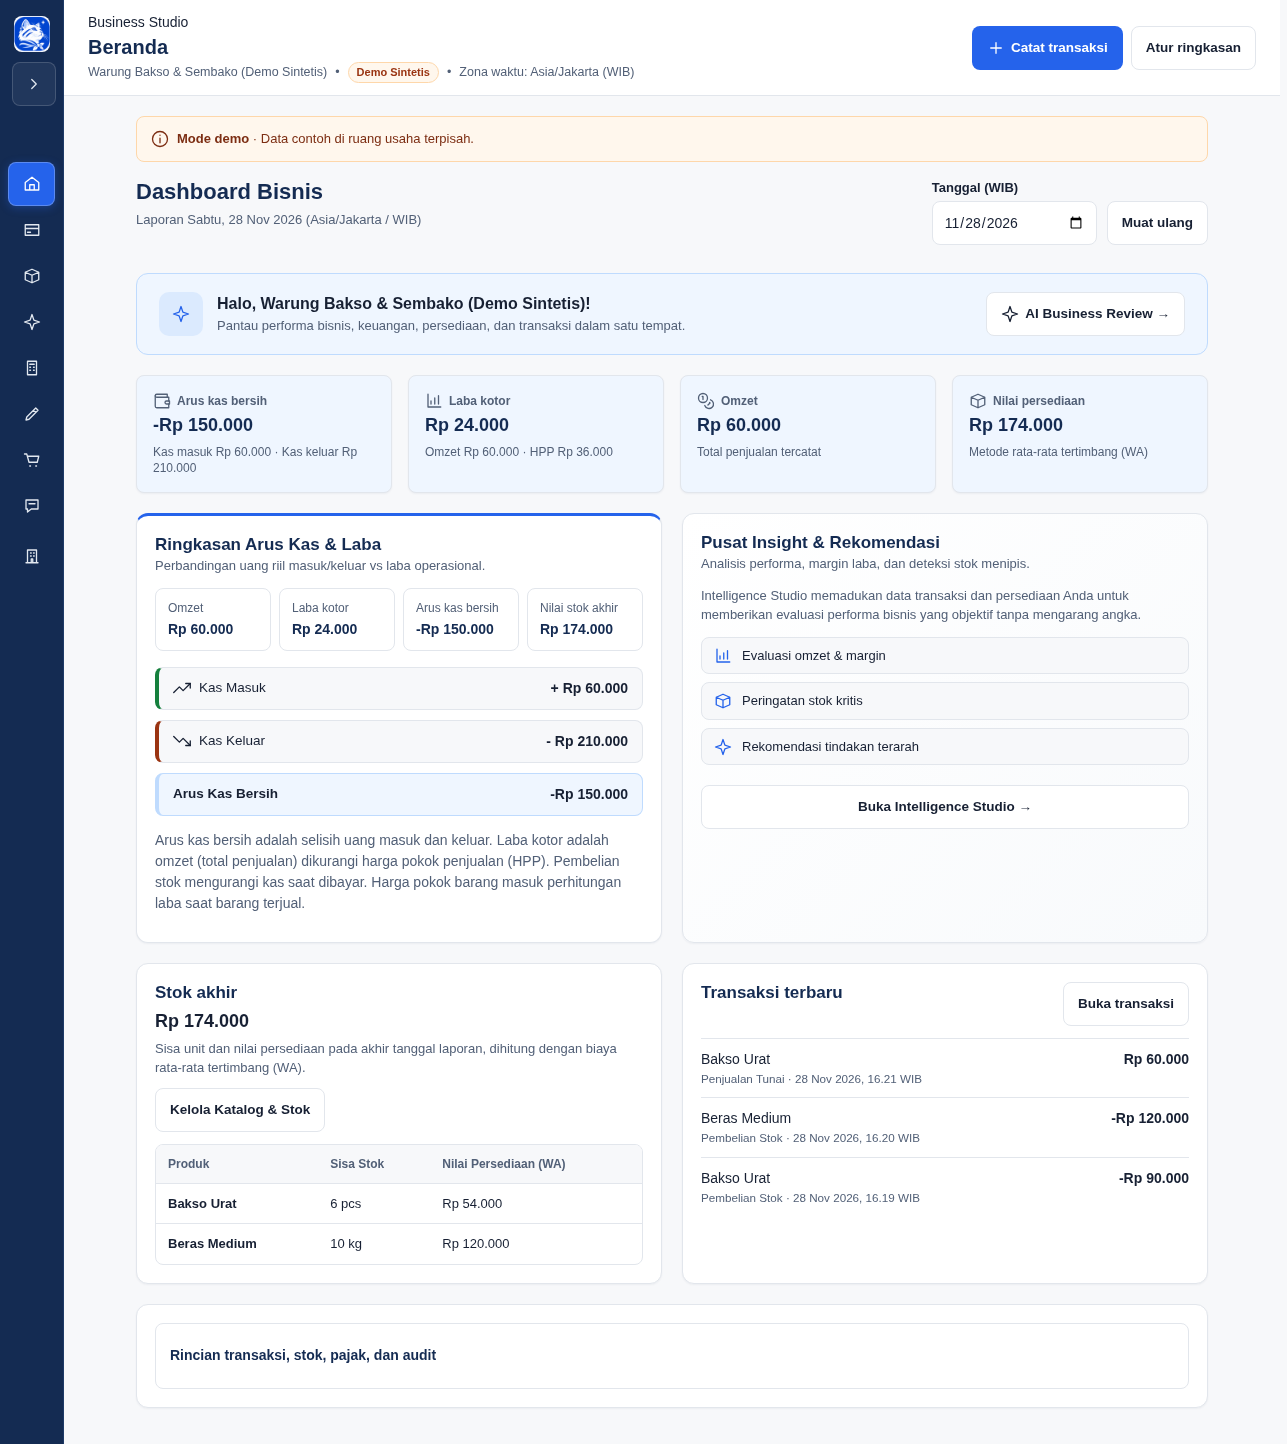 Business Studio
Beranda
Warung Bakso & Sembako (Demo Sintetis) • Demo Sintetis • Zona waktu: Asia/Jakarta (WIB)
Catat transaksi
Atur ringkasan
Mode demo · Data contoh di ruang usaha terpisah.
Dashboard Bisnis
Laporan Sabtu, 28 Nov 2026 (Asia/Jakarta / WIB)
Tanggal (WIB)
11/28/2026
Muat ulang
Halo, Warung Bakso & Sembako (Demo Sintetis)!
Pantau performa bisnis, keuangan, persediaan, dan transaksi dalam satu tempat.
AI Business Review →
Arus kas bersih
-Rp 150.000
Kas masuk Rp 60.000 · Kas keluar Rp
210.000
Laba kotor
Rp 24.000
Omzet Rp 60.000 · HPP Rp 36.000
Omzet
Rp 60.000
Total penjualan tercatat
Nilai persediaan
Rp 174.000
Metode rata-rata tertimbang (WA)
Ringkasan Arus Kas & Laba
Perbandingan uang riil masuk/keluar vs laba operasional.
Omzet
Rp 60.000
Laba kotor
Rp 24.000
Arus kas bersih
-Rp 150.000
Nilai stok akhir
Rp 174.000
Kas Masuk
+ Rp 60.000
Kas Keluar
- Rp 210.000
Arus Kas Bersih
-Rp 150.000
Arus kas bersih adalah selisih uang masuk dan keluar. Laba kotor adalah
omzet (total penjualan) dikurangi harga pokok penjualan (HPP). Pembelian
stok mengurangi kas saat dibayar. Harga pokok barang masuk perhitungan
laba saat barang terjual.
Pusat Insight & Rekomendasi
Analisis performa, margin laba, dan deteksi stok menipis.
Intelligence Studio memadukan data transaksi dan persediaan Anda untuk
memberikan evaluasi performa bisnis yang objektif tanpa mengarang angka.
Evaluasi omzet & margin
Peringatan stok kritis
Rekomendasi tindakan terarah
Buka Intelligence Studio →
Stok akhir
Rp 174.000
Sisa unit dan nilai persediaan pada akhir tanggal laporan, dihitung dengan biaya
rata-rata tertimbang (WA).
Kelola Katalog & Stok
Produk Sisa Stok Nilai Persediaan (WA)
Bakso Urat 6 pcs Rp 54.000
Beras Medium 10 kg Rp 120.000
Transaksi terbaru
Buka transaksi
Bakso Urat
Rp 60.000
Penjualan Tunai · 28 Nov 2026, 16.21 WIB
Beras Medium
-Rp 120.000
Pembelian Stok · 28 Nov 2026, 16.20 WIB
Bakso Urat
-Rp 90.000
Pembelian Stok · 28 Nov 2026, 16.19 WIB
Rincian transaksi, stok, pajak, dan audit